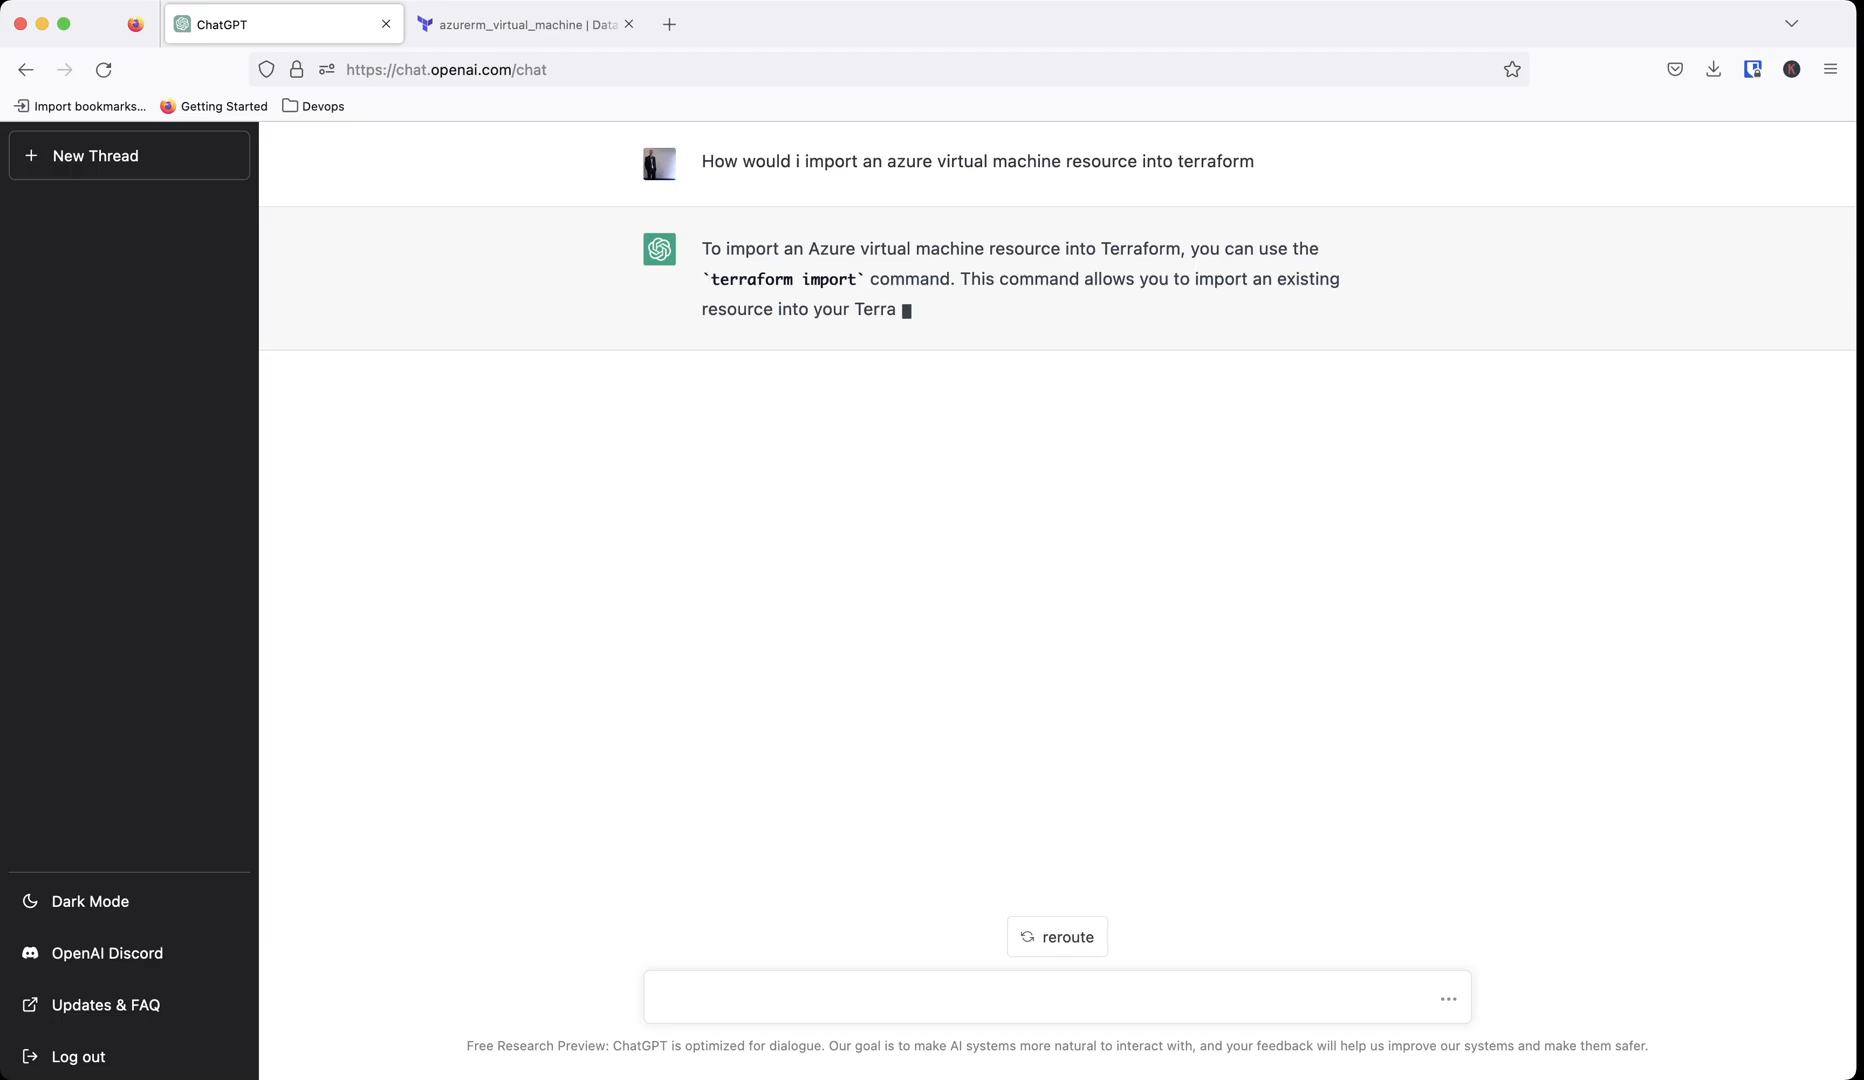 ChatGPT
azurerm_virtual_machine | Data
https://chat.openai.com/chat
Import bookmarks...
Getting Started
Devops
New Thread
How would i import an azure virtual machine resource into terraform
To import an Azure virtual machine resource into Terraform, you can use the
`terraform import` command. This command allows you to import an existing
resource into your Terra
Dark Mode
OpenAI Discord
Updates & FAQ
Log out
reroute
Free Research Preview: ChatGPT is optimized for dialogue. Our goal is to make AI systems more natural to interact with, and your feedback will help us improve our systems and make them safer.
K